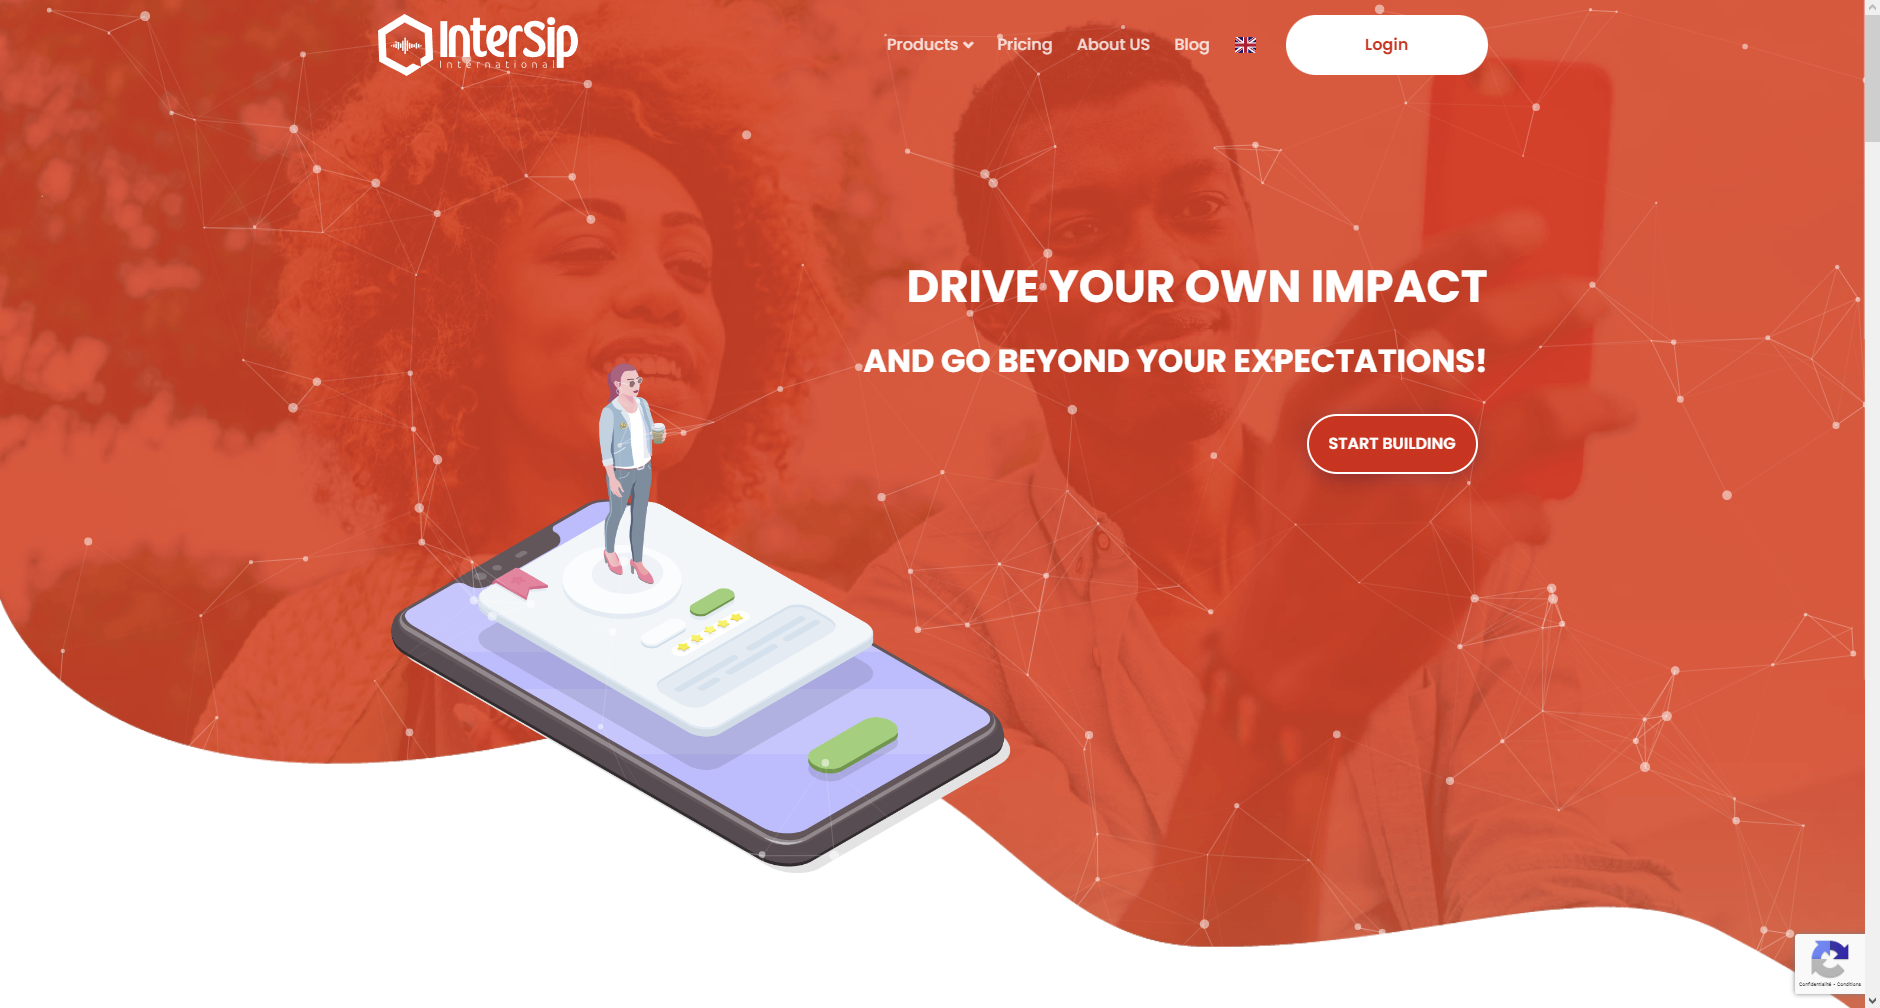 InterSip
International
Products Pricing About US Blog Login
DRIVE YOUR OWN IMPACT
AND GO BEYOND YOUR EXPECTATIONS!
START BUILDING
Confidentialité - Conditions